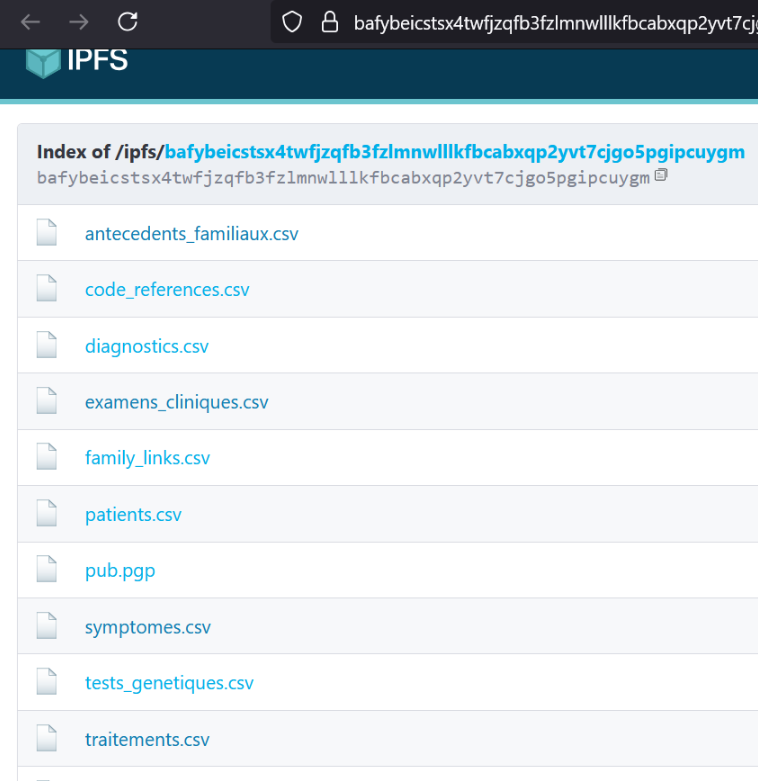 bafybeicstsx4twfjzqfb3fzlmnwlllkfbcabxqp2yvt7cjg
IPFS
Index of /ipfs/bafybeicstsx4twfjzqfb3fzlmnwlllkfbcabxqp2yvt7cjgo5pgipcuygm
bafybeicstsx4twfjzqfb3fzlmnwlllkfbcabxqp2yvt7cjgo5pgipcuygm
antecedents_familiaux.csv
code_references.csv
diagnostics.csv
examens_cliniques.csv
family_links.csv
patients.csv
pub.pgp
symptomes.csv
tests_genetiques.csv
traitements.csv